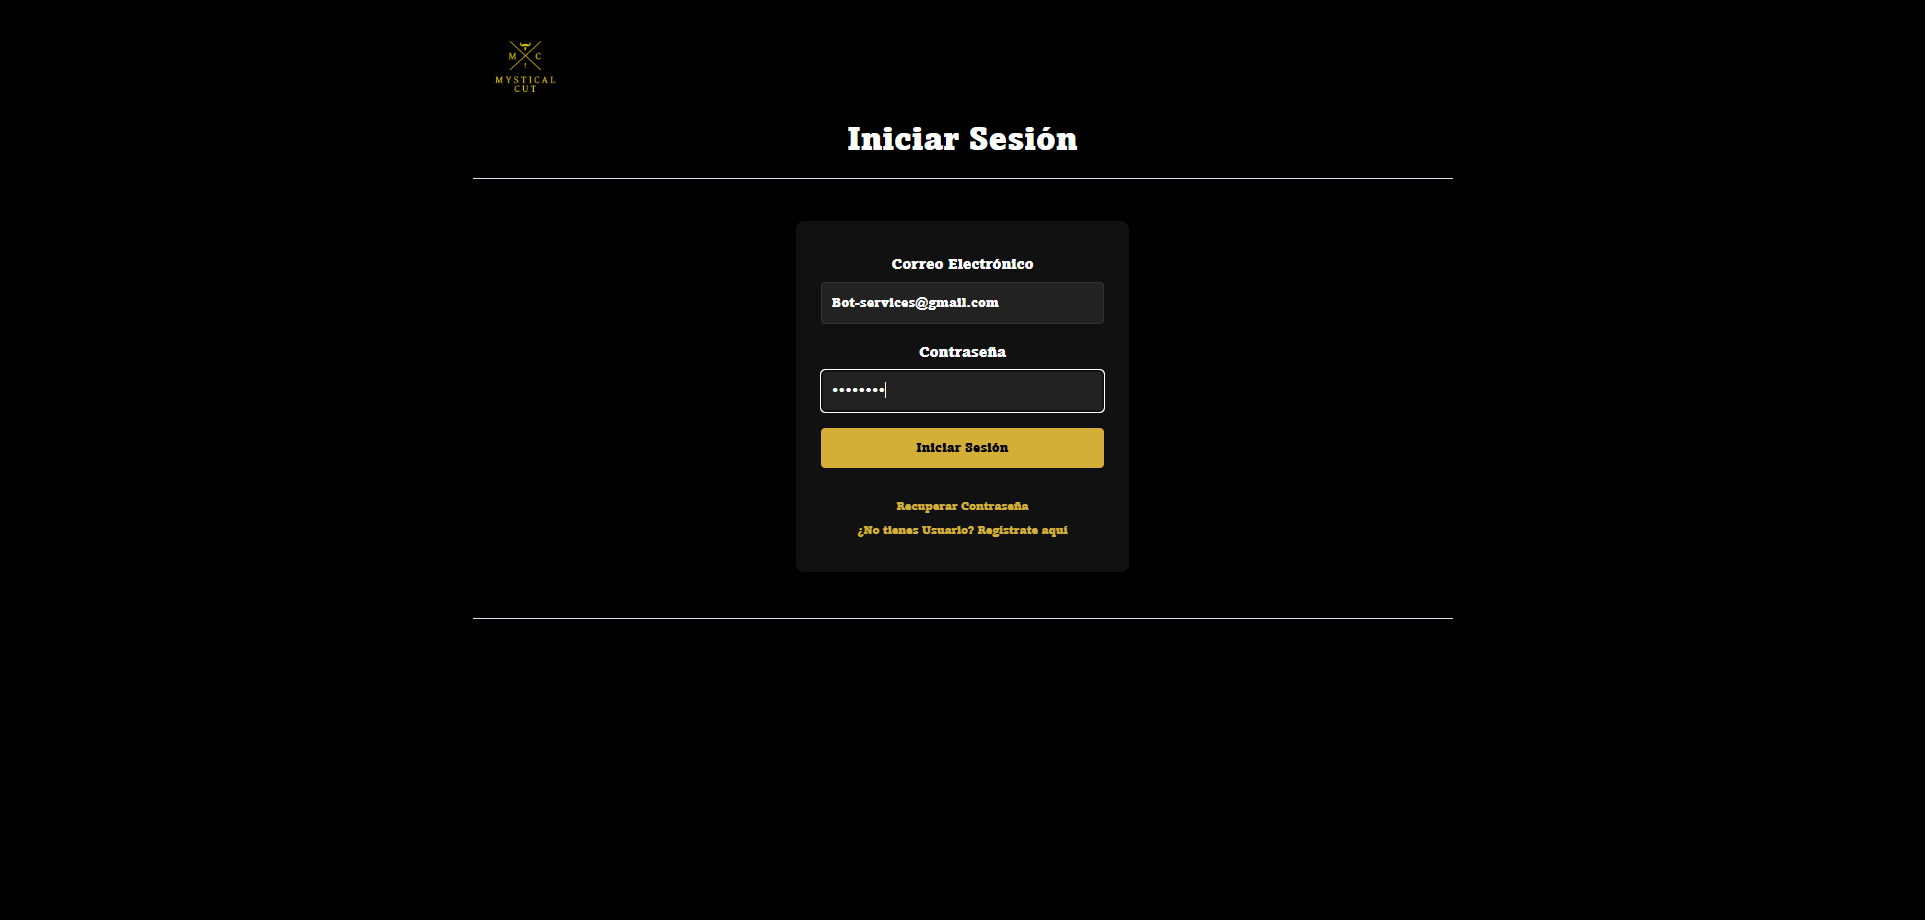 M C
MYSTICAL
CUT
Iniciar Sesión
Correo Electrónico
Bot-services@gmail.com
Contraseña
••••••••
Iniciar Sesión
Recuperar Contraseña
¿No tienes Usuario? Regístrate aquí